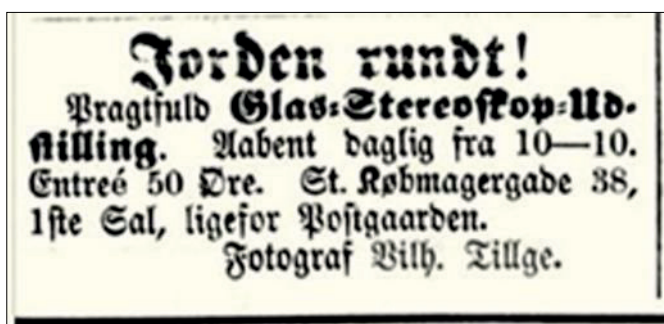 Jorden rundt!
Pragtfuld Glas-Stereoskop-Ud-
stilling. Aabent daglig fra 10—10.
Entreé 50 Øre. St. Købmagergade 38,
1ste Sal, ligefor Postgaarden.
Fotograf Vilh. Tillge.